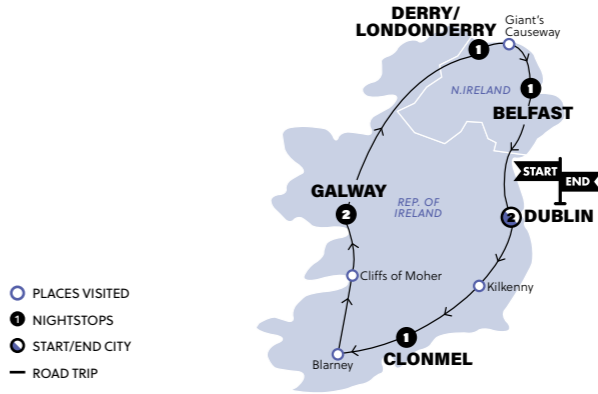 DERRY/
LONDONDERRY
Giant's
Causeway
1
N.IRELAND
1
BELFAST
START
END
GALWAY
2
REP. OF
IRELAND
2
DUBLIN
Cliffs of Moher
Kilkenny
1
CLONMEL
Blarney
PLACES VISITED
1 NIGHTSTOPS
START/END CITY
ROAD TRIP